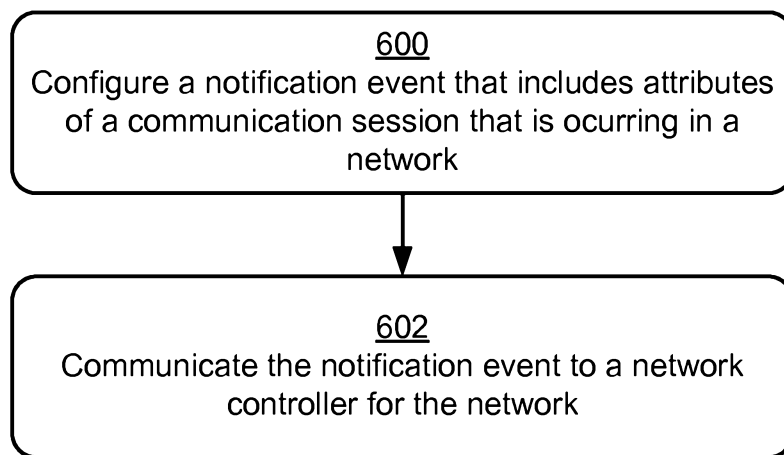 600
Configure a notification event that includes attributes
of a communication session that is ocurring in a
network
602
Communicate the notification event to a network
controller for the network